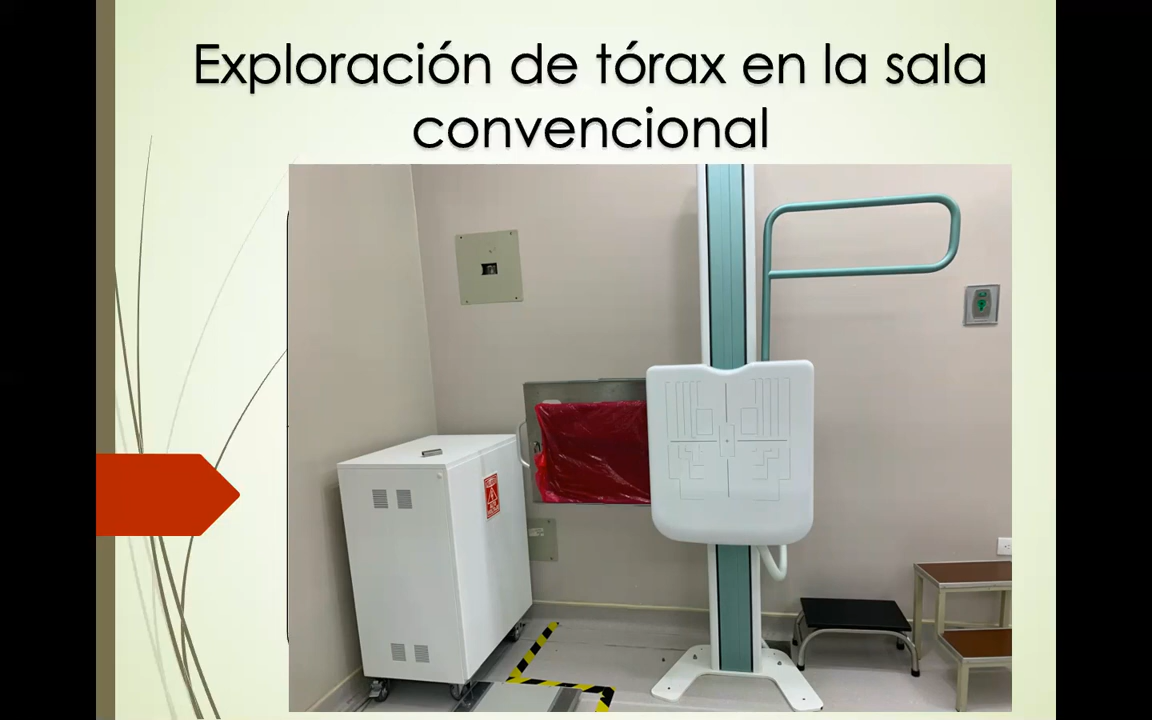 Exploración de tórax en la sala
convencional